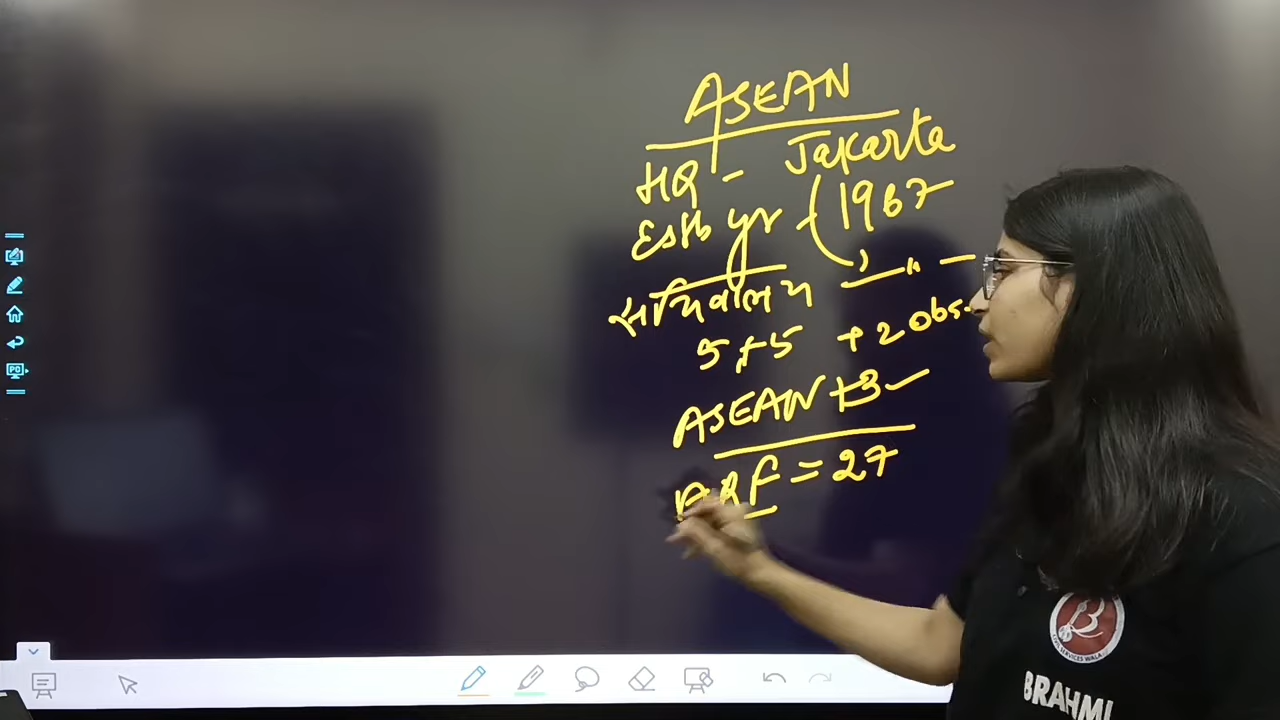 ASEAN
HQ - Jakarta
Estb yr - (1967
सचिवालय
5+5 + 2 Obs.
ASEAN +3
ARF = 27
BRAHMI